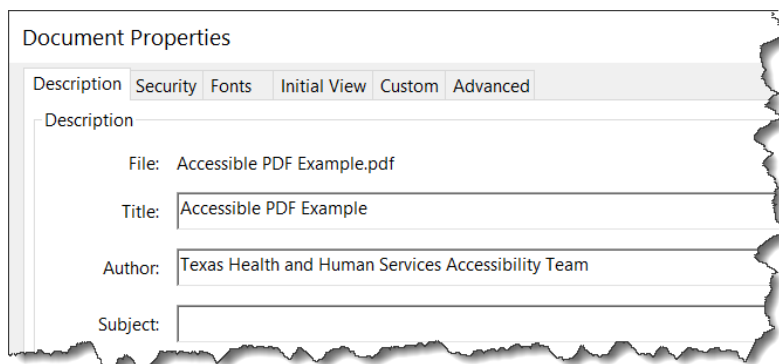 Document Properties
Description Security Fonts Initial View Custom Advanced
Description
File: Accessible PDF Example.pdf
Title: Accessible PDF Example
Author: Texas Health and Human Services Accessibility Team
Subject: